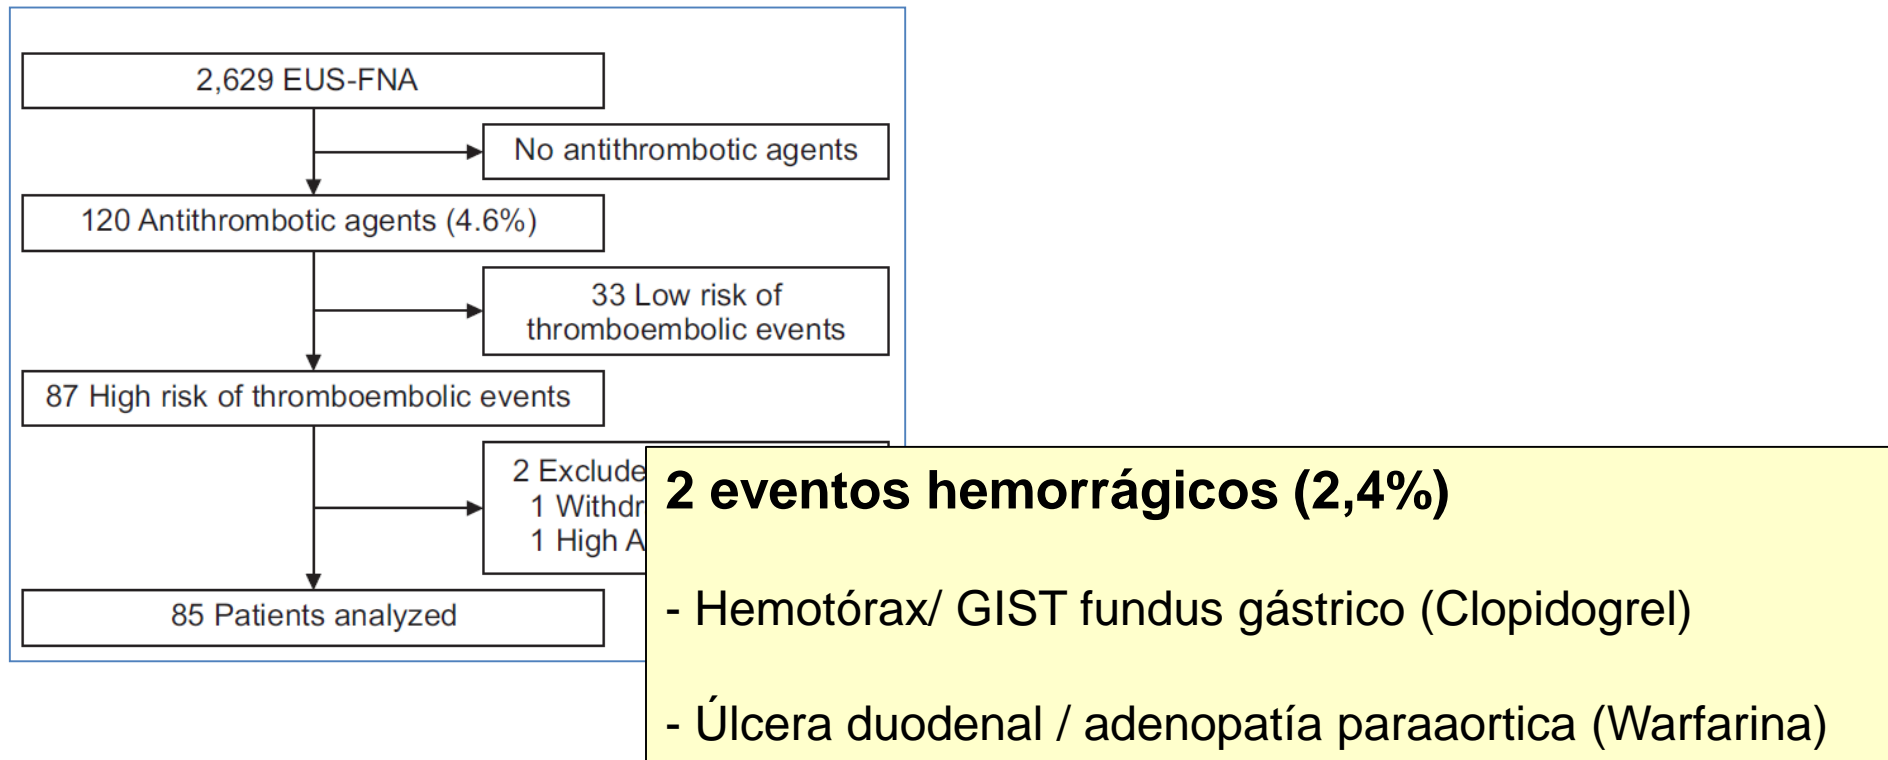 2,629 EUS-FNA
No antithrombotic agents
120 Antithrombotic agents (4.6%)
33 Low risk of
thromboembolic events
87 High risk of thromboembolic events
2 Exclude
1 Withdr
1 High A
85 Patients analyzed
2 eventos hemorrágicos (2,4%)
- Hemotórax/ GIST fundus gástrico (Clopidogrel)
- Úlcera duodenal / adenopatía paraaortica (Warfarina)